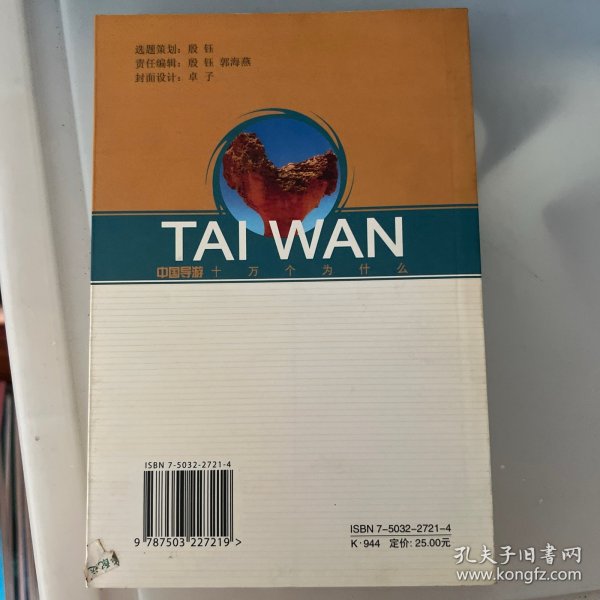 选题策划：殷 钰
责任编辑：殷 钰 郭海燕
封面设计：卓 子
TAI WAN
中国导游十万个为什么
ISBN 7-5032-2721-4
9 787503 227219 >
ISBN 7-5032-2721-4
K·944 定价: 25.00元
孔夫子旧书网
www.kongfz.com